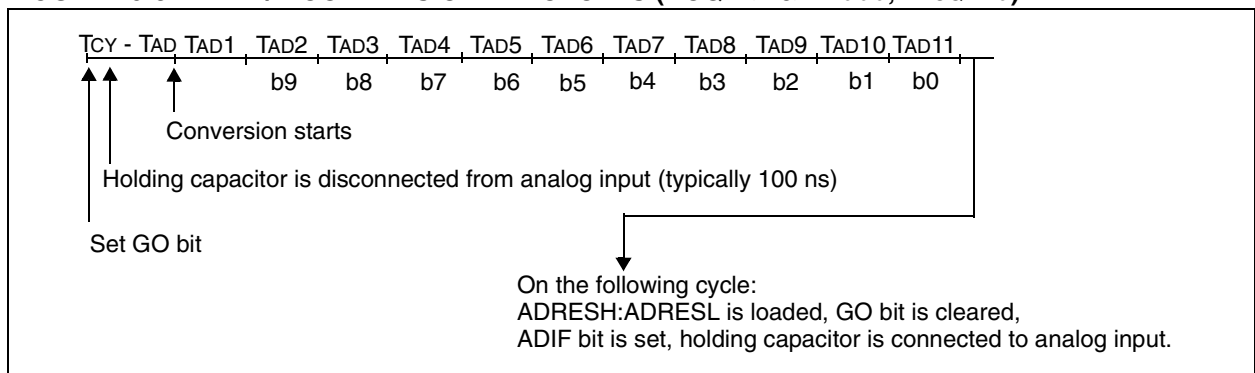 TCY - TAD TAD1 TAD2 TAD3 TAD4 TAD5 TAD6 TAD7 TAD8 TAD9 TAD10 TAD11
b9 b8 b7 b6 b5 b4 b3 b2 b1 b0
Conversion starts
Holding capacitor is disconnected from analog input (typically 100 ns)
Set GO bit
On the following cycle:
ADRESH:ADRESL is loaded, GO bit is cleared,
ADIF bit is set, holding capacitor is connected to analog input.